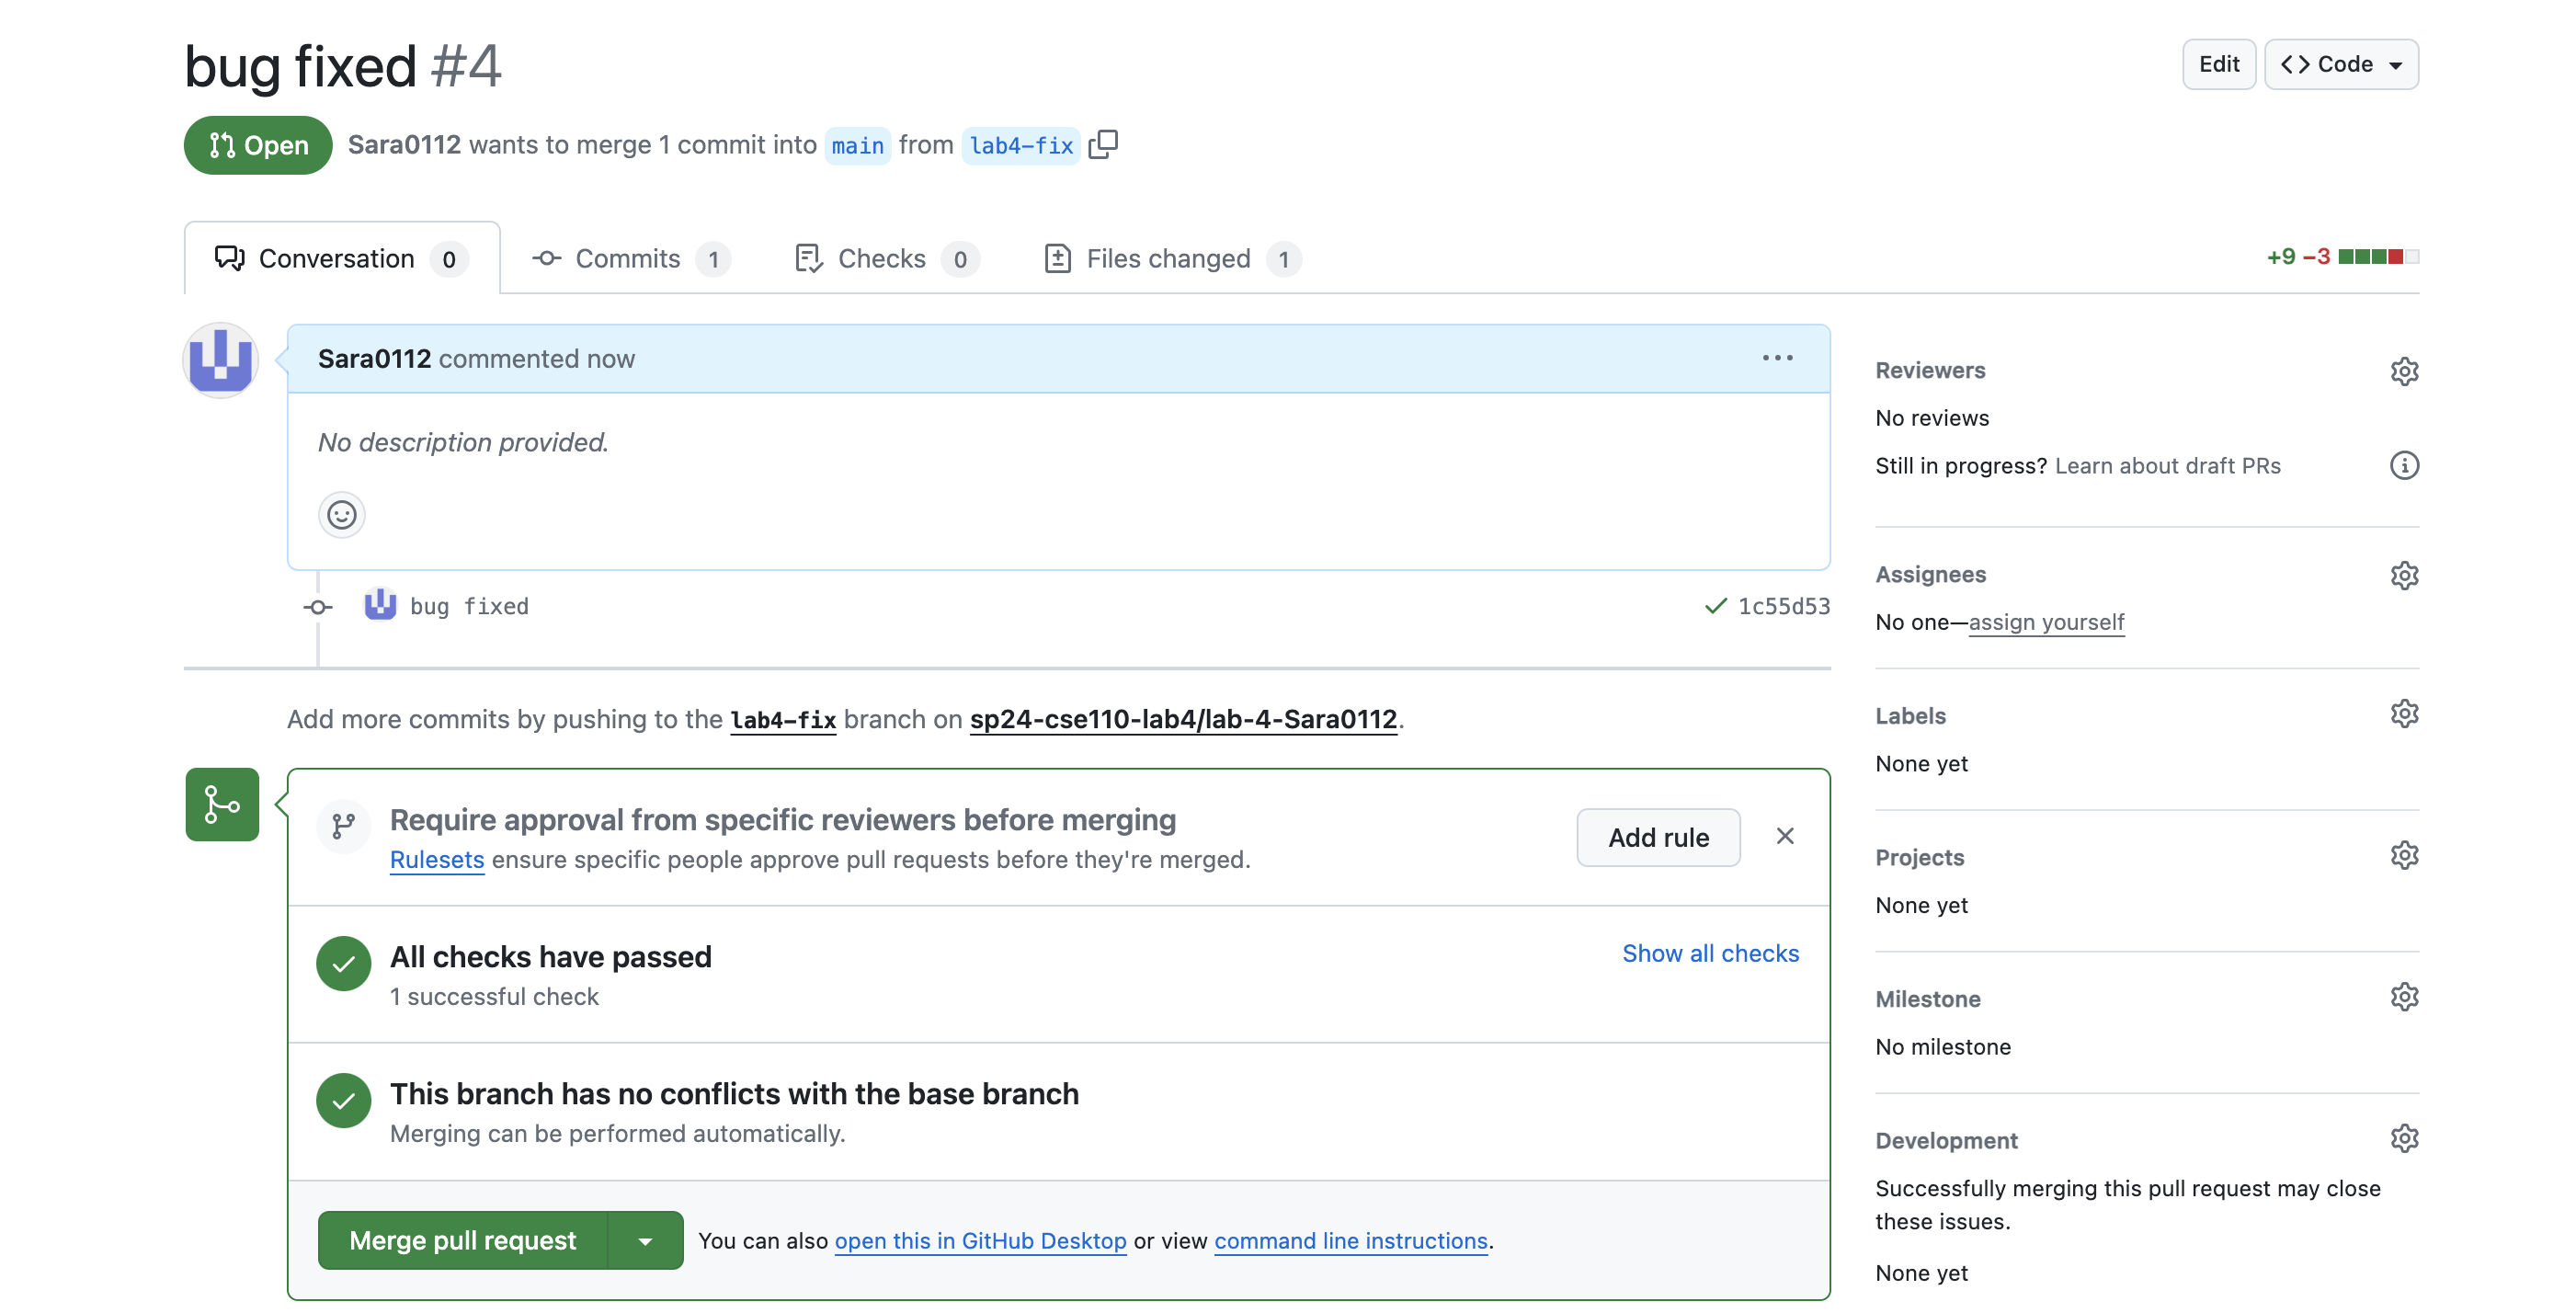 bug fixed #4
Edit
Code
Open
Sara0112 wants to merge 1 commit into main from lab4-fix
Conversation 0
Commits 1
Checks 0
Files changed 1
+9 −3
Sara0112 commented now
No description provided.
bug fixed
1c55d53
Add more commits by pushing to the lab4-fix branch on sp24-cse110-lab4/lab-4-Sara0112.
Require approval from specific reviewers before merging
Rulesets ensure specific people approve pull requests before they're merged.
Add rule
All checks have passed
1 successful check
Show all checks
This branch has no conflicts with the base branch
Merging can be performed automatically.
Merge pull request
You can also open this in GitHub Desktop or view command line instructions.
Reviewers
No reviews
Still in progress? Learn about draft PRs
Assignees
No one—assign yourself
Labels
None yet
Projects
None yet
Milestone
No milestone
Development
Successfully merging this pull request may close
these issues.
None yet